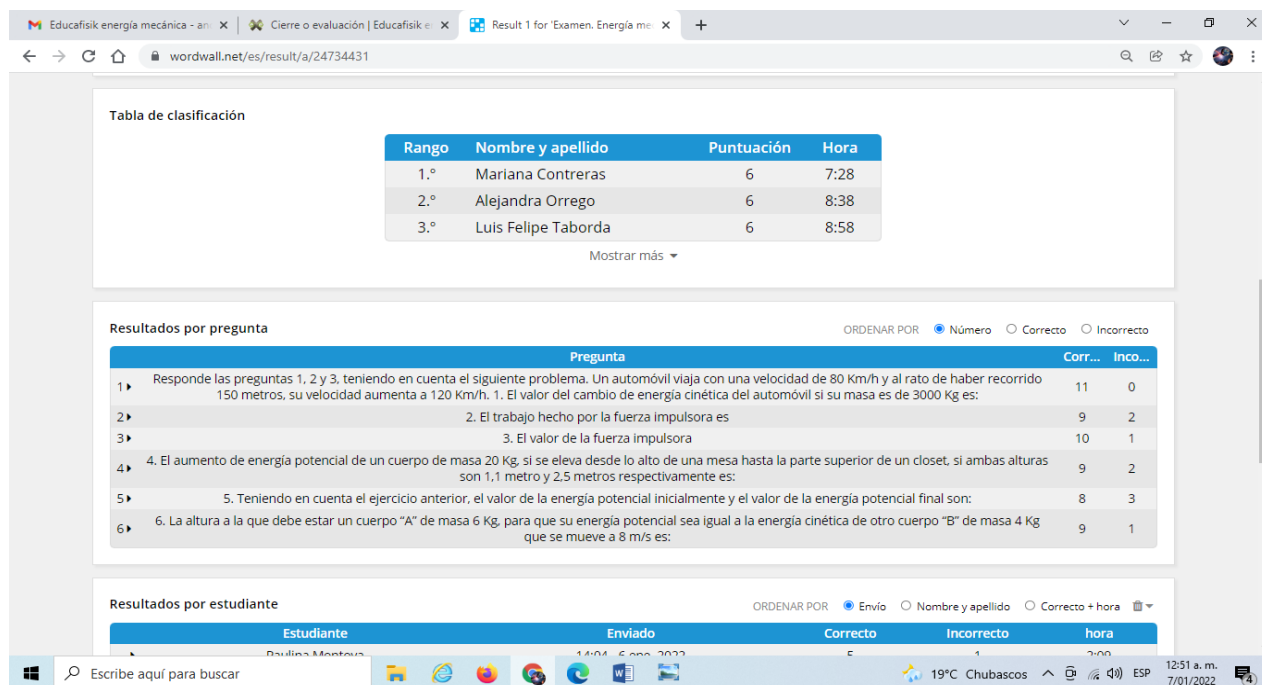 Educafisik energía mecánica - an
Cierre o evaluación | Educafisik e
Result 1 for 'Examen. Energía me
wordwall.net/es/result/a/24734431
Tabla de clasificación
Rango Nombre y apellido Puntuación Hora
1.° Mariana Contreras 6 7:28
2.° Alejandra Orrego 6 8:38
3.° Luis Felipe Taborda 6 8:58
Mostrar más
Resultados por pregunta
ORDENAR POR Número Correcto Incorrecto
Pregunta Corr... Inco...
1 Responde las preguntas 1, 2 y 3, teniendo en cuenta el siguiente problema. Un automóvil viaja con una velocidad de 80 Km/h y al rato de haber recorrido
150 metros, su velocidad aumenta a 120 Km/h. 1. El valor del cambio de energía cinética del automóvil si su masa es de 3000 Kg es: 11 0
2 2. El trabajo hecho por la fuerza impulsora es 9 2
3 3. El valor de la fuerza impulsora 10 1
4 4. El aumento de energía potencial de un cuerpo de masa 20 Kg, si se eleva desde lo alto de una mesa hasta la parte superior de un closet, si ambas alturas
son 1,1 metro y 2,5 metros respectivamente es: 9 2
5 5. Teniendo en cuenta el ejercicio anterior, el valor de la energía potencial inicialmente y el valor de la energía potencial final son: 8 3
6 6. La altura a la que debe estar un cuerpo “A” de masa 6 Kg, para que su energía potencial sea igual a la energía cinética de otro cuerpo “B” de masa 4 Kg
que se mueve a 8 m/s es: 9 1
Resultados por estudiante
ORDENAR POR Envío Nombre y apellido Correcto + hora
Estudiante Enviado Correcto Incorrecto hora
Paulina Montoya 14:04 - 6 ene. 2022 5 1 2:09
Escribe aquí para buscar
19°C Chubascos ESP
12:51 a. m.
7/01/2022
4